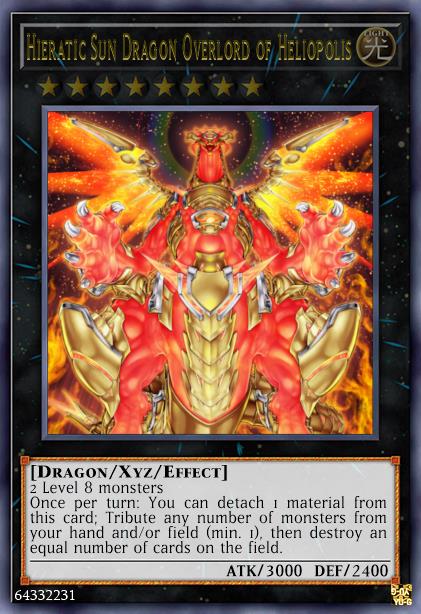 Hieratic Sun Dragon Overlord of Heliopolis
LIGHT
光
[Dragon/Xyz/Effect]
2 Level 8 monsters
Once per turn: You can detach 1 material from
this card; Tribute any number of monsters from
your hand and/or field (min. 1), then destroy an
equal number of cards on the field.
ATK/3000 DEF/2400
64332231